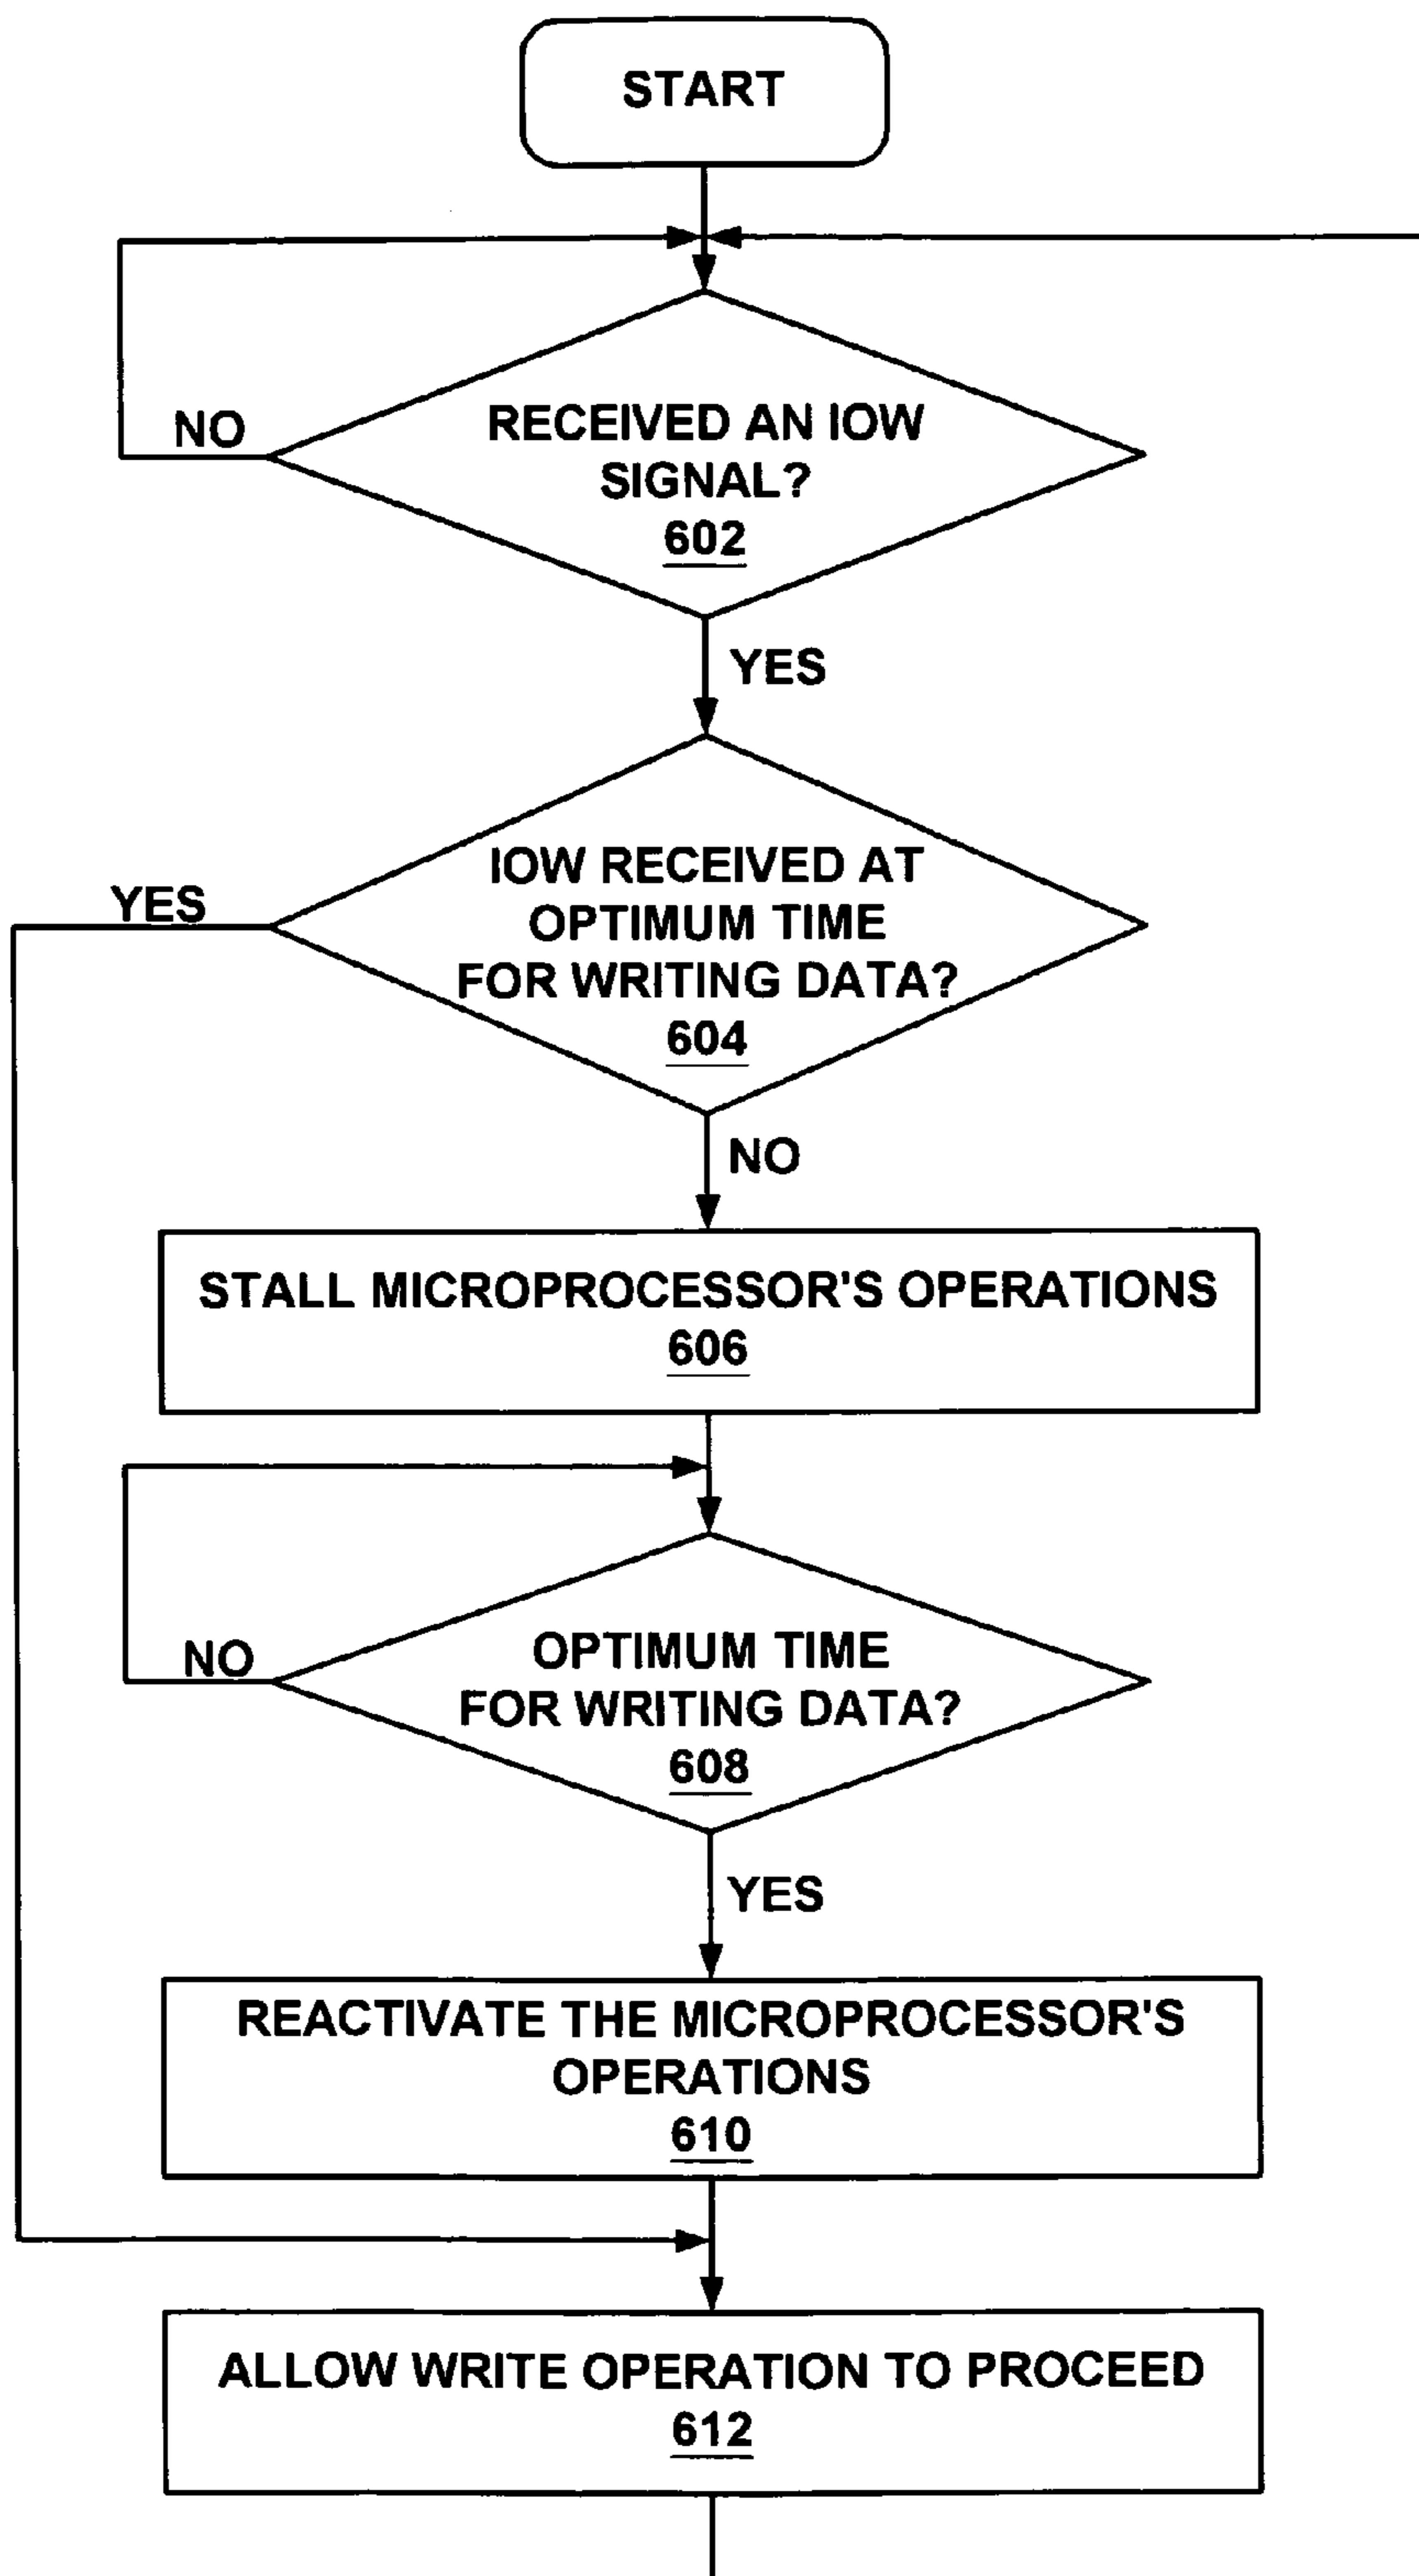 START
RECEIVED AN IOW
SIGNAL?
602
NO
YES
IOW RECEIVED AT
OPTIMUM TIME
FOR WRITING DATA?
604
YES
NO
STALL MICROPROCESSOR'S OPERATIONS
606
OPTIMUM TIME
FOR WRITING DATA?
608
NO
YES
REACTIVATE THE MICROPROCESSOR'S
OPERATIONS
610
ALLOW WRITE OPERATION TO PROCEED
612